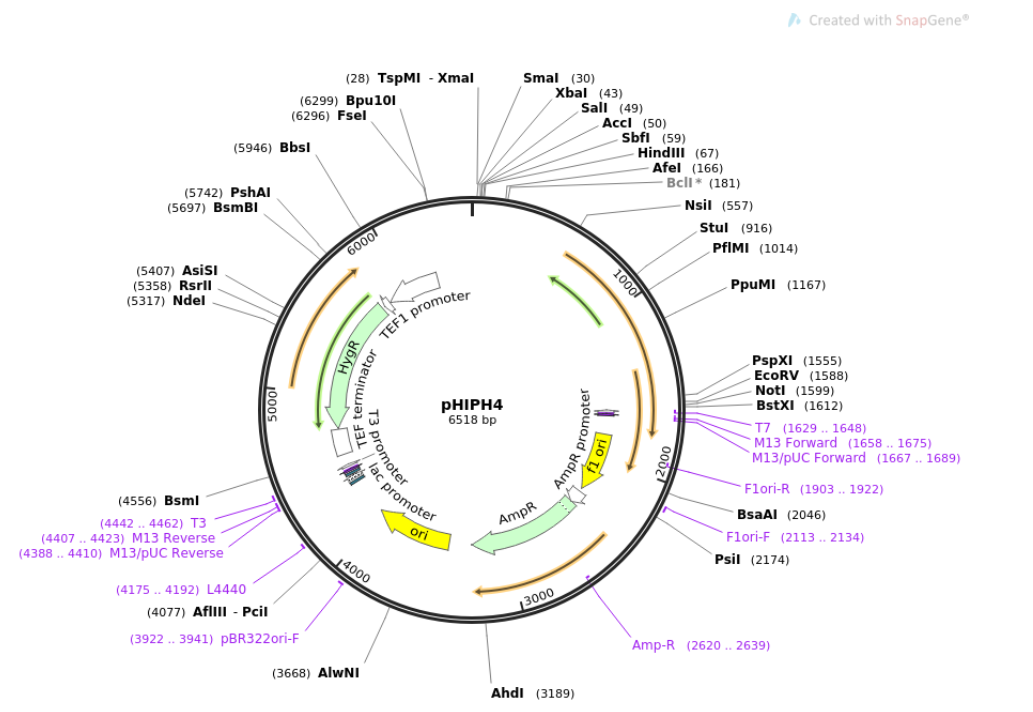 Created with SnapGene®
(28) TspMI - XmaI
(6299) Bpu10I
(6296) FseI
(5946) BbsI
(5742) PshAI
(5697) BsmBI
(5407) AsiSI
(5358) RsrII
(5317) NdeI
SmaI (30)
XbaI (43)
SalI (49)
AccI (50)
SbfI (59)
HindIII (67)
AfeI (166)
BclI* (181)
NsiI (557)
StuI (916)
PflMI (1014)
PpuMI (1167)
PspXI (1555)
EcoRV (1588)
NotI (1599)
BstXI (1612)
T7 (1629 .. 1648)
M13 Forward (1658 .. 1675)
M13/pUC Forward (1667 .. 1689)
F1ori-R (1903 .. 1922)
BsaAI (2046)
F1ori-F (2113 .. 2134)
PsiI (2174)
Amp-R (2620 .. 2639)
AhdI (3189)
(4556) BsmI
(4442 .. 4462) T3
(4407 .. 4423) M13 Reverse
(4388 .. 4410) M13/pUC Reverse
(4175 .. 4192) L4440
(4077) AflIII - PciI
(3922 .. 3941) pBR322ori-F
(3668) AlwNI
1000
2000
3000
4000
5000
6000
TEF1 promoter
HygR
TEF terminator
T3 promoter
lac promoter
ori
AmpR
AmpR promoter
f1 ori
pHIPH4
6518 bp